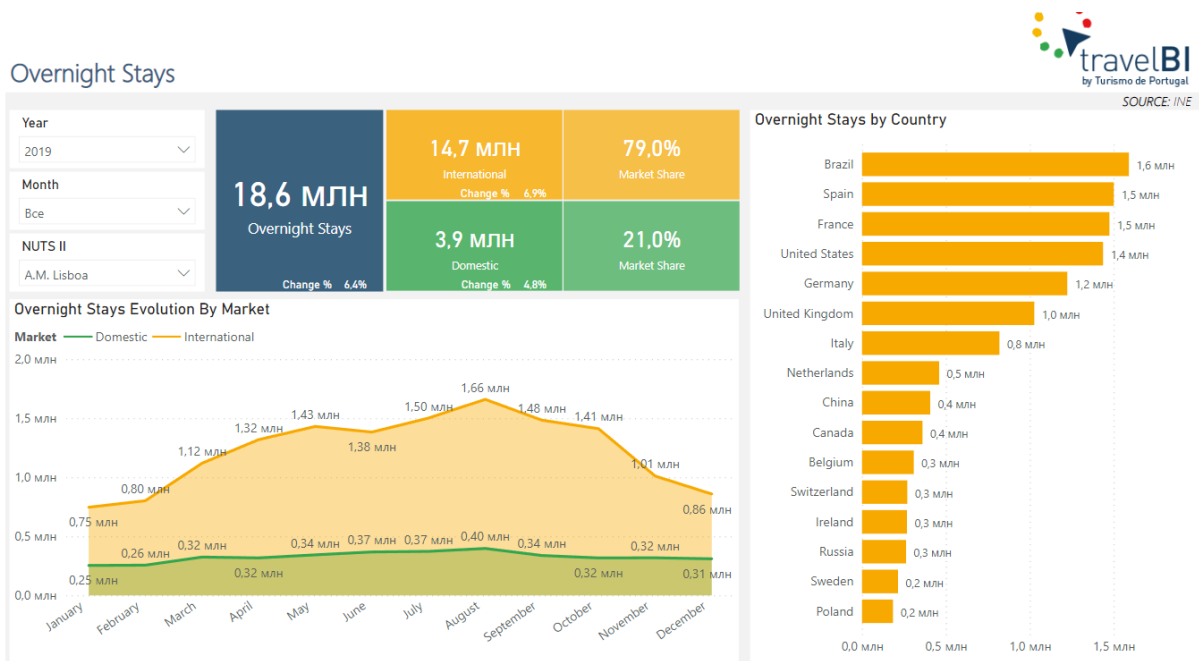 travelBI
by Turismo de Portugal
Overnight Stays
SOURCE: INE
Year
2019
Month
Все
NUTS II
A.M. Lisboa
18,6 млн
Overnight Stays
Change % 6,4%
14,7 млн
International
Change % 6,9%
79,0%
Market Share
3,9 млн
Domestic
Change % 4,8%
21,0%
Market Share
Overnight Stays Evolution By Market
Market Domestic International
2.0 млн
1,5 млн
1,0 млн
0,5 млн
0,0 млн
0,75 млн
0,80 млн
1,12 млн
1,32 млн
1,43 млн
1,38 млн
1,50 млн
1,66 млн
1,48 млн
1,41 млн
1,01 млн
0,86 млн
0,25 млн
0,26 млн
0,32 млн
0,32 млн
0,34 млн
0,37 млн
0,37 млн
0,40 млн
0,34 млн
0,32 млн
0,32 млн
0,31 млн
January
February
March
April
May
June
July
August
September
October
November
December
Overnight Stays by Country
Brazil 1,6 млн
Spain 1,5 млн
France 1,5 млн
United States 1,4 млн
Germany 1,2 млн
United Kingdom 1,0 млн
Italy 0,8 млн
Netherlands 0,5 млн
China 0,4 млн
Canada 0,4 млн
Belgium 0,3 млн
Switzerland 0,3 млн
Ireland 0,3 млн
Russia 0,3 млн
Sweden 0,2 млн
Poland 0,2 млн
0,0 млн 0,5 млн 1,0 млн 1,5 млн